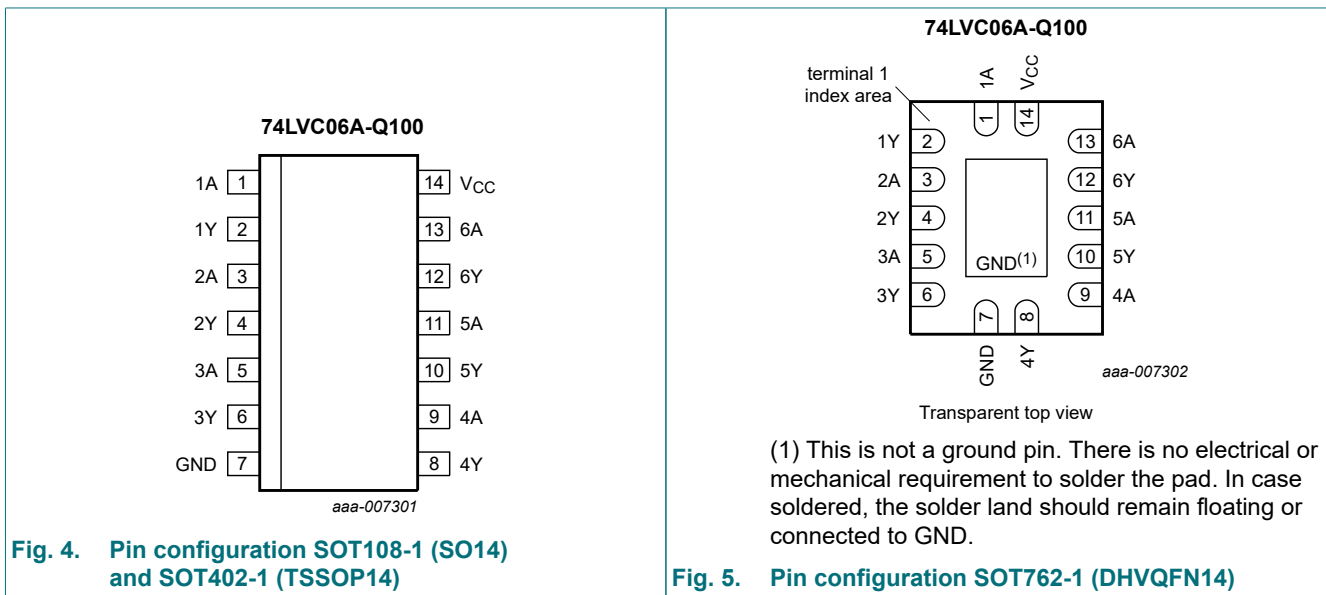 74LVC06A-Q100
1A 1
14 VCC
1Y 2
13 6A
2A 3
12 6Y
2Y 4
11 5A
3A 5
10 5Y
3Y 6
9 4A
GND 7
8 4Y
aaa-007301
Fig. 4. Pin configuration SOT108-1 (SO14)
and SOT402-1 (TSSOP14)
74LVC06A-Q100
terminal 1
index area
1A
VCC
1
14
1Y 2
13 6A
2A 3
12 6Y
2Y 4
11 5A
3A 5
GND(1)
10 5Y
3Y 6
9 4A
7
8
GND
4Y
aaa-007302
Transparent top view
(1) This is not a ground pin. There is no electrical or
mechanical requirement to solder the pad. In case
soldered, the solder land should remain floating or
connected to GND.
Fig. 5. Pin configuration SOT762-1 (DHVQFN14)